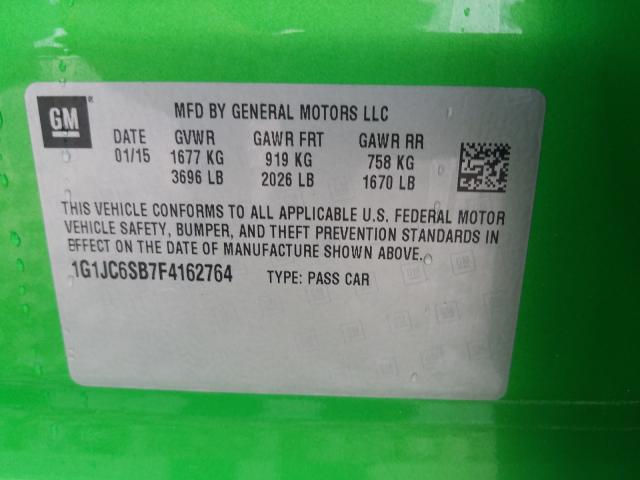 GM
MFD BY GENERAL MOTORS LLC
DATE GVWR GAWR FRT GAWR RR
01/15 1677 KG 919 KG 758 KG
3696 LB 2026 LB 1670 LB
THIS VEHICLE CONFORMS TO ALL APPLICABLE U.S. FEDERAL MOTOR
VEHICLE SAFETY, BUMPER, AND THEFT PREVENTION STANDARDS IN
EFFECT ON THE DATE OF MANUFACTURE SHOWN ABOVE.
1G1JC6SB7F4162764 TYPE: PASS CAR